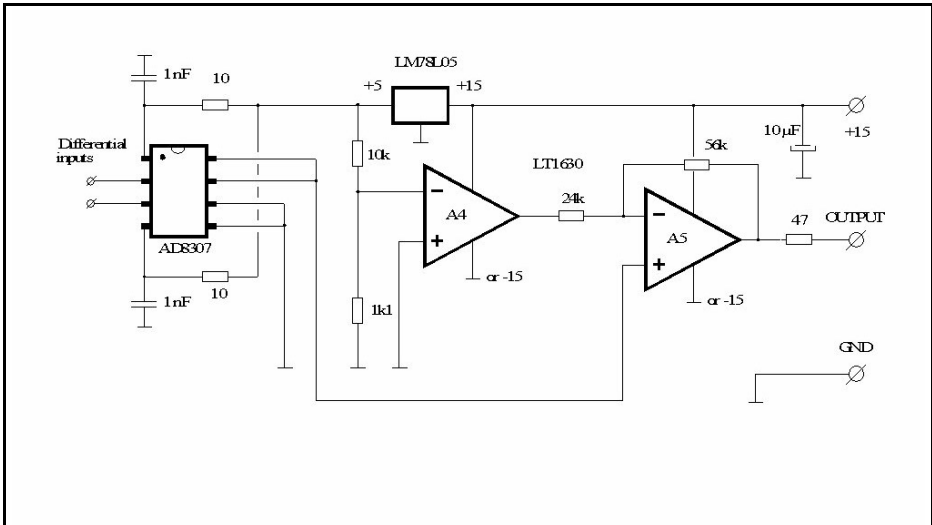 LM78L05
1nF
10
+5
+15
Differential
inputs
10k
10µF
+15
56k
LT1630
A4
24k
A5
47
OUTPUT
AD8307
or -15
1nF
10
1k1
or -15
GND